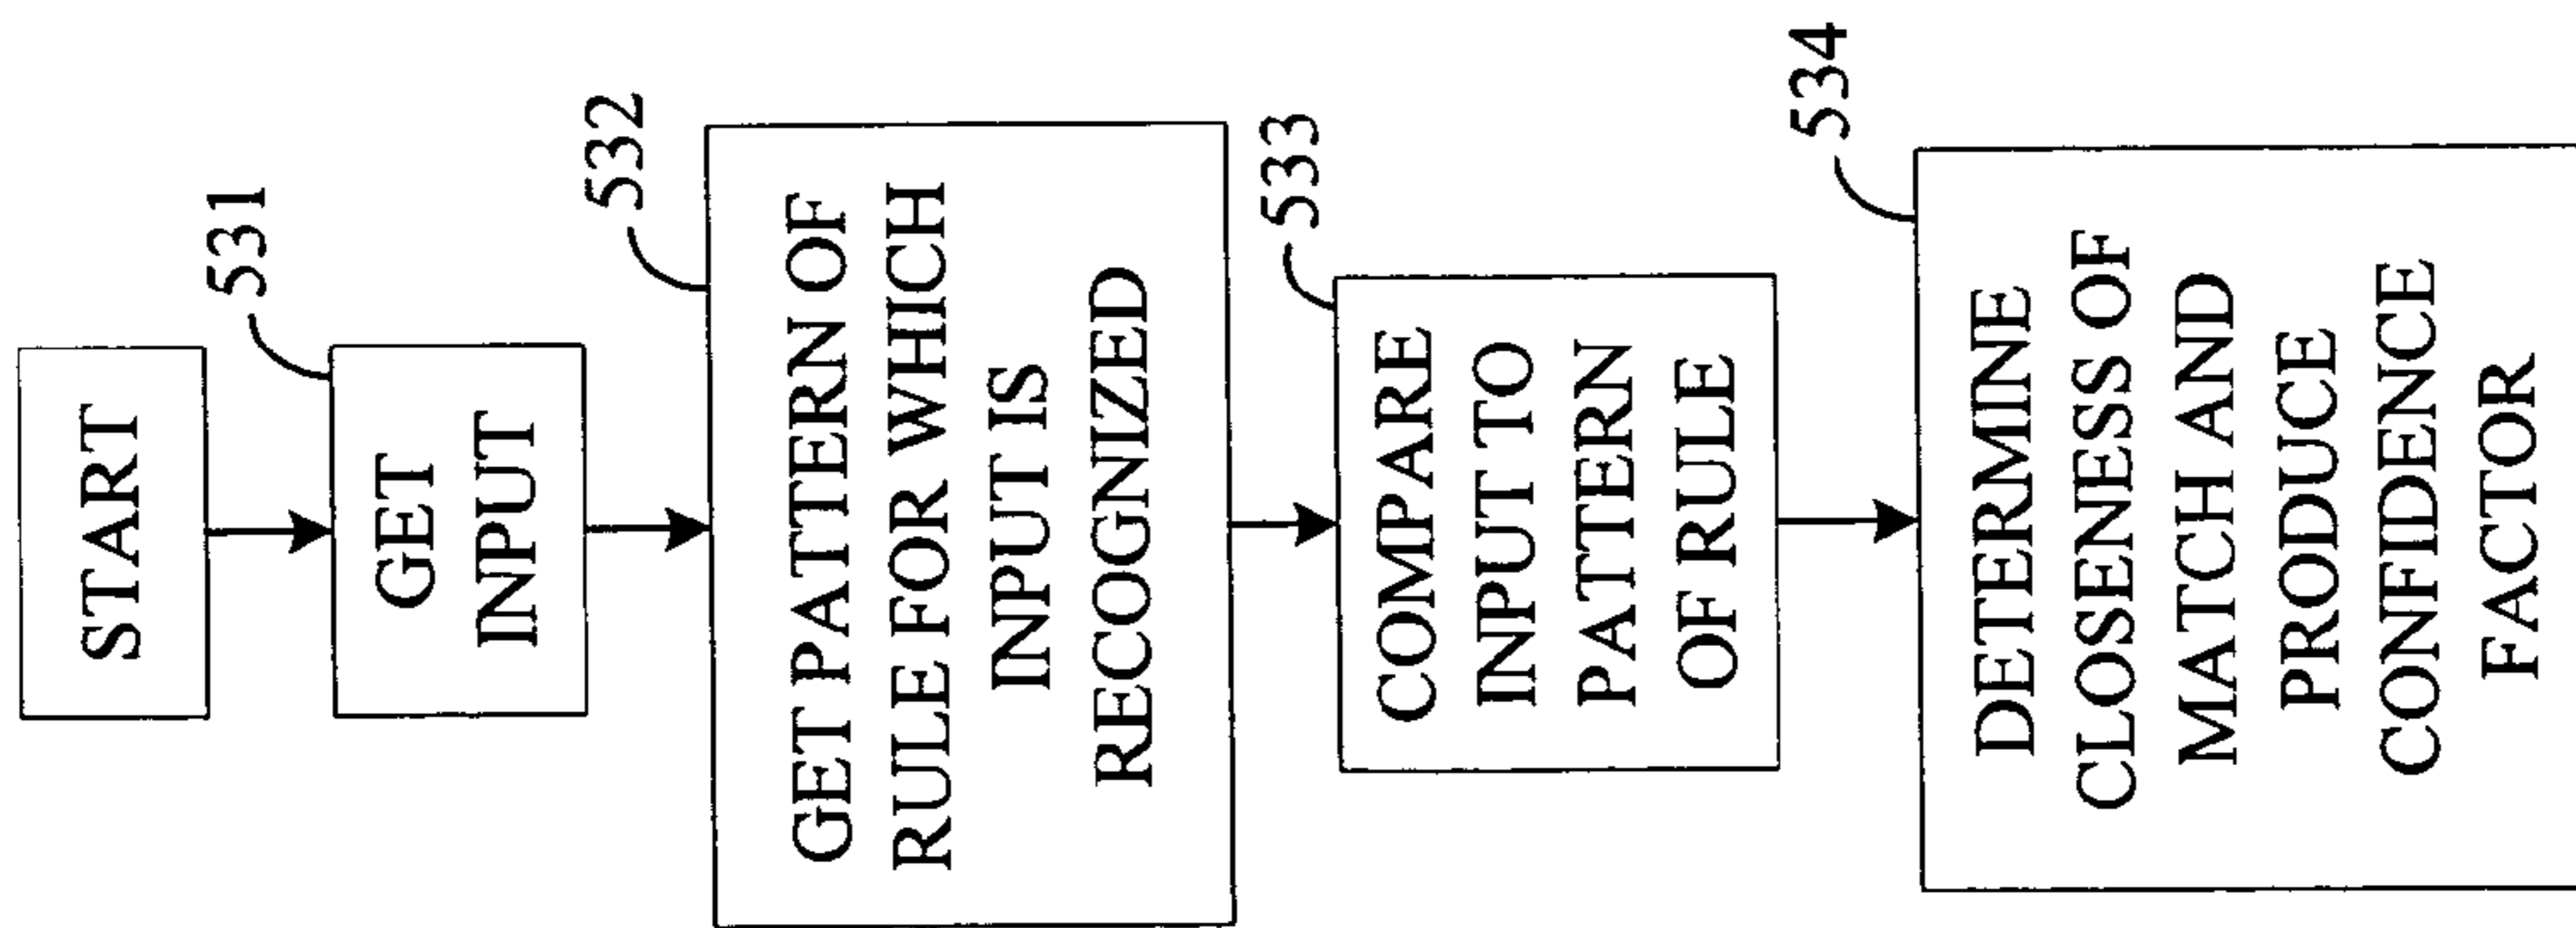 START
531
GET
INPUT
532
GET PATTERN OF
RULE FOR WHICH
INPUT IS
RECOGNIZED
533
COMPARE
INPUT TO
PATTERN
OF RULE
534
DETERMINE
CLOSENESS OF
MATCH AND
PRODUCE
CONFIDENCE
FACTOR